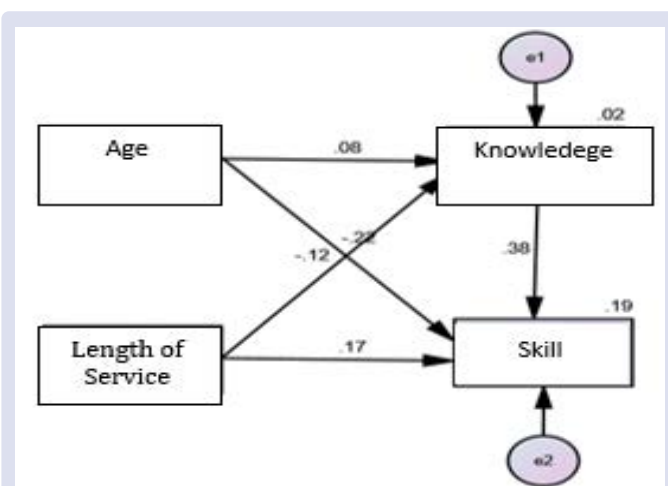 e1
.02
Age
.08
Knowledege
-.22
-.12
.38
.19
Length of
Service
.17
Skill
e2